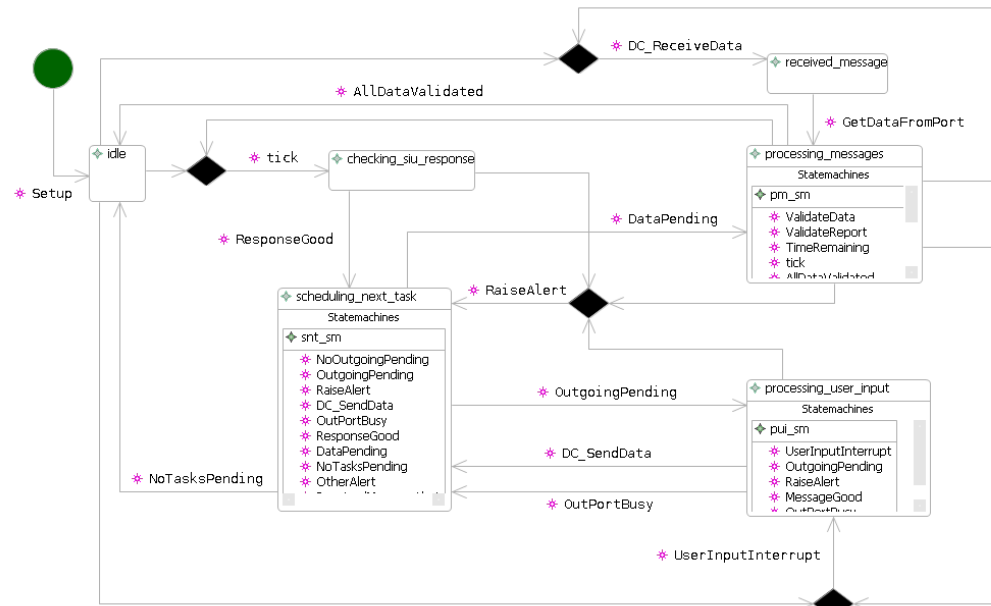 DC_ReceiveData
received_message
AllDataValidated
GetDataFromPort
idle
tick
checking_siu_response
processing_messages
Statemachines
pm_sm
ValidateData
ValidateReport
TimeRemaining
tick
AllDataValidated
Setup
DataPending
ResponseGood
RaiseAlert
scheduling_next_task
Statemachines
snt_sm
NoOutgoingPending
OutgoingPending
RaiseAlert
DC_SendData
OutPortBusy
ResponseGood
DataPending
NoTasksPending
OtherAlert
OutgoingPending
processing_user_input
Statemachines
pui_sm
UserInputInterrupt
OutgoingPending
RaiseAlert
MessageGood
OutPortBusy
DC_SendData
NoTasksPending
OutPortBusy
UserInputInterrupt